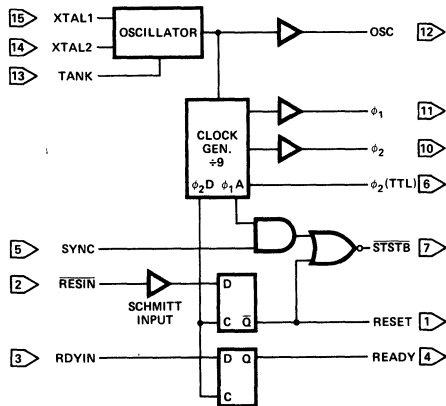 15 XTAL1
OSCILLATOR
OSC 12
14 XTAL2
13 TANK
CLOCK
GEN.
÷9
ϕ1 11
ϕ2 10
ϕ2D ϕ1A
ϕ2(TTL) 6
5 SYNC
STSTB 7
2 RESIN
SCHMITT
INPUT
D
C Q
RESET 1
3 RDYIN
D Q
READY 4
C